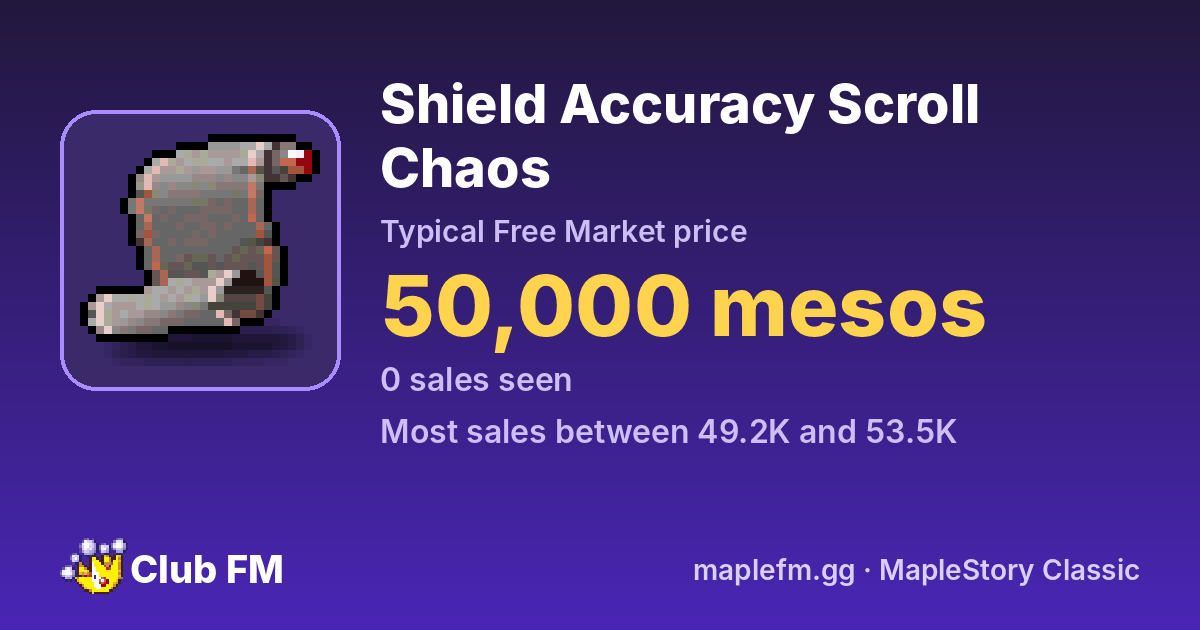 Shield Accuracy Scroll
Chaos
Typical Free Market price
50,000 mesos
0 sales seen
Most sales between 49.2K and 53.5K
Club FM
maplefm.gg · MapleStory Classic